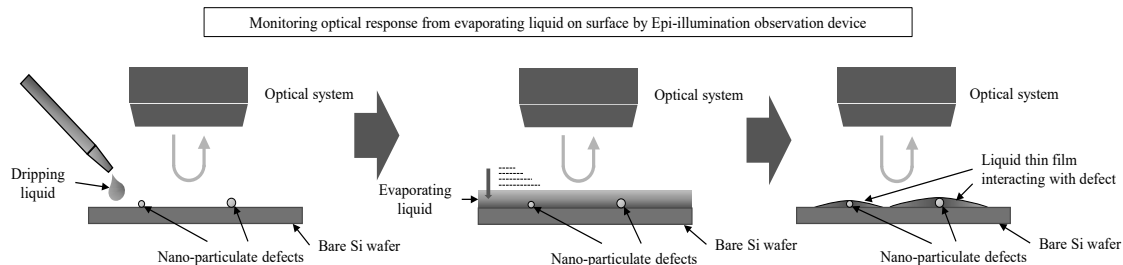 Monitoring optical response from evaporating liquid on surface by Epi-illumination observation device
Optical system
Dripping
liquid
Bare Si wafer
Nano-particulate defects
Optical system
Evaporating
liquid
Bare Si wafer
Nano-particulate defects
Optical system
Liquid thin film
interacting with defect
Bare Si wafer
Nano-particulate defects